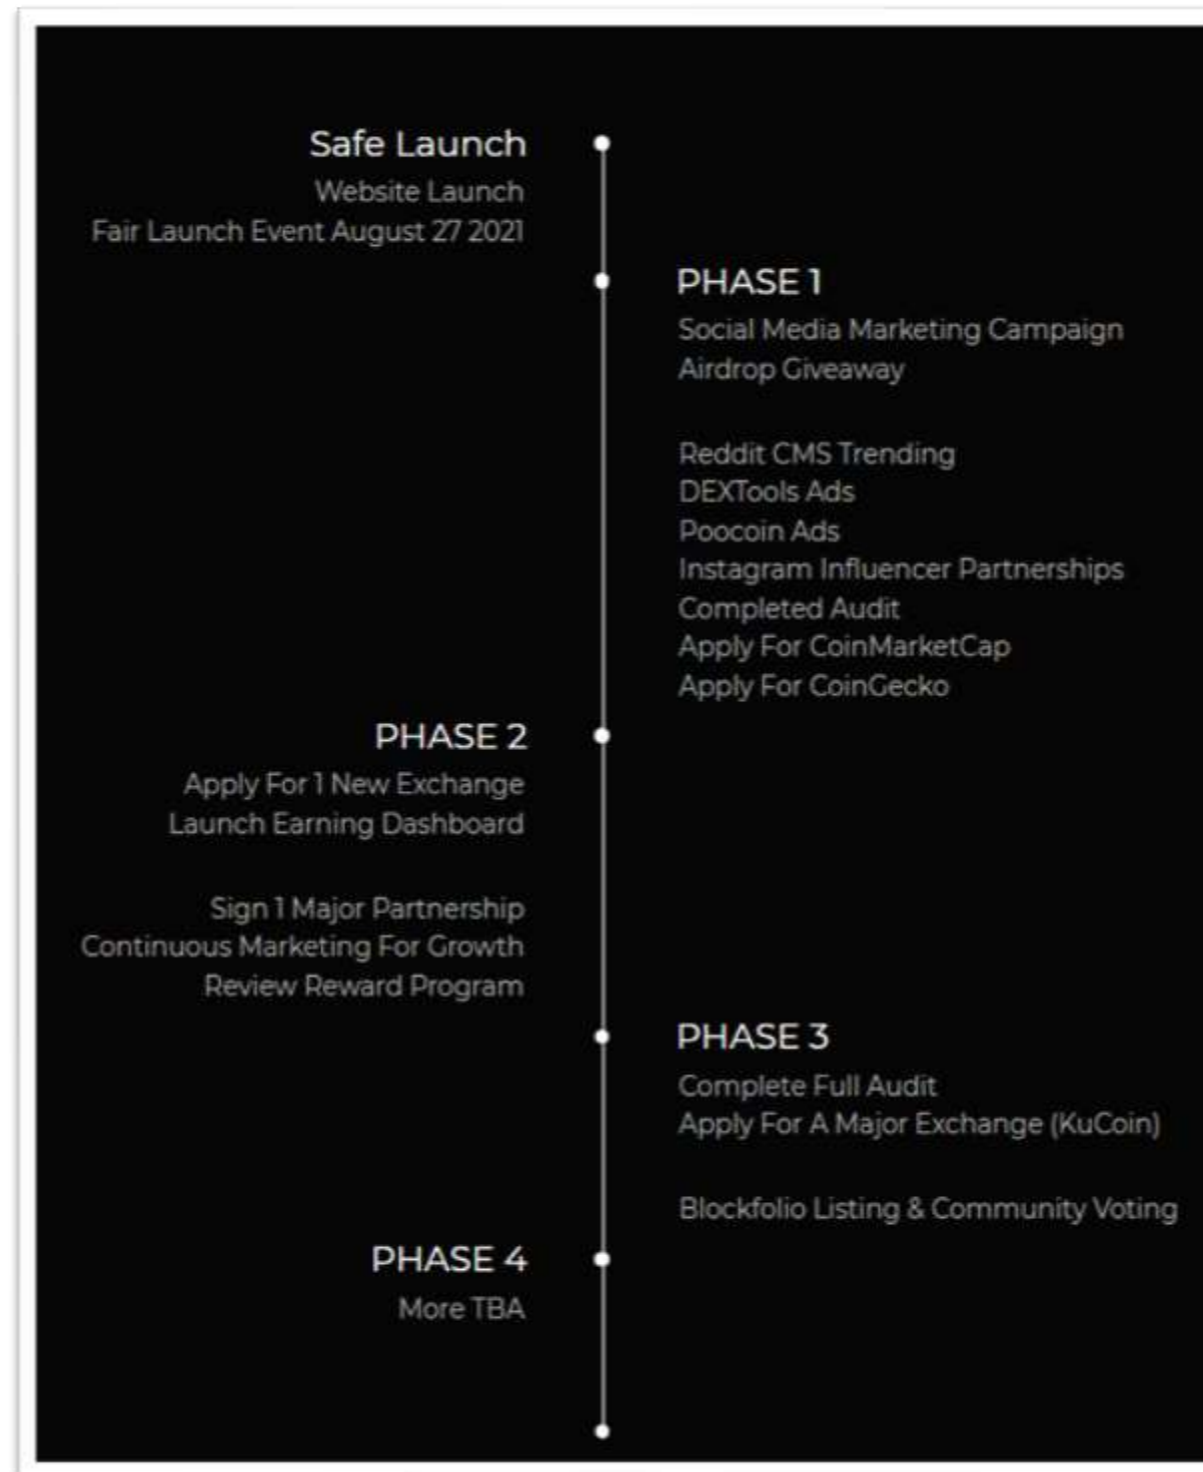 Safe Launch
Website Launch
Fair Launch Event August 27 2021
PHASE 1
Social Media Marketing Campaign
Airdrop Giveaway
Reddit CMS Trending
DEXTools Ads
Poocoin Ads
Instagram Influencer Partnerships
Completed Audit
Apply For CoinMarketCap
Apply For CoinGecko
PHASE 2
Apply For 1 New Exchange
Launch Earning Dashboard
Sign 1 Major Partnership
Continuous Marketing For Growth
Review Reward Program
PHASE 3
Complete Full Audit
Apply For A Major Exchange (KuCoin)
Blockfolio Listing & Community Voting
PHASE 4
More TBA